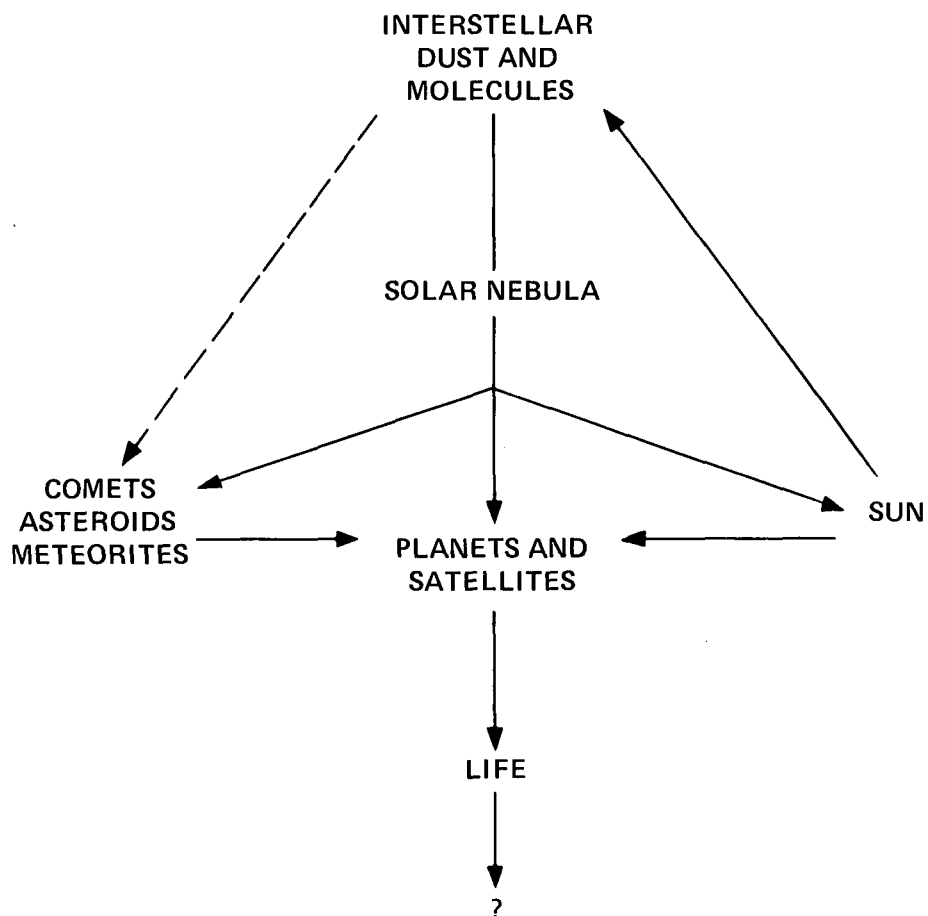 INTERSTELLAR
DUST AND
MOLECULES
SOLAR NEBULA
COMETS
ASTEROIDS
METEORITES
SUN
PLANETS AND
SATELLITES
LIFE
?